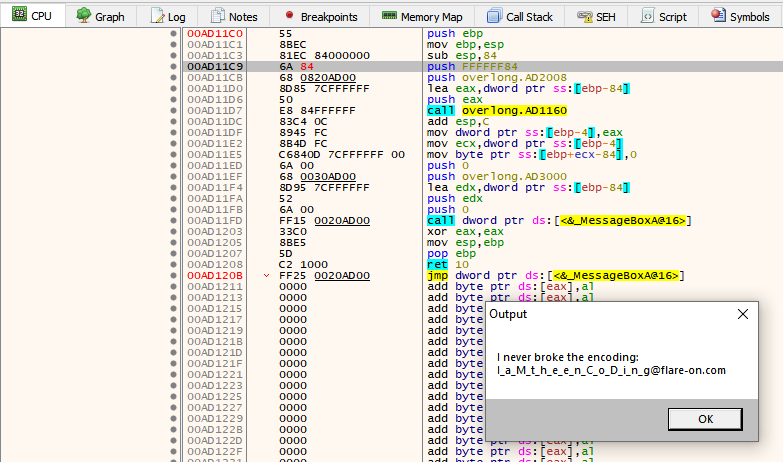 CPU Graph Log Notes Breakpoints Memory Map Call Stack SEH Script Symbols
00AD11C0 55 push ebp
00AD11C1 8BEC mov ebp,esp
00AD11C3 81EC 84000000 sub esp,84
00AD11C9 6A 84 push FFFFFF84
00AD11CB 68 0820AD00 push overlong.AD2008
00AD11D0 8D85 7CFFFFFF lea eax,dword ptr ss:[ebp-84]
00AD11D6 50 push eax
00AD11D7 E8 84FFFFFF call overlong.AD1160
00AD11DC 83C4 0C add esp,C
00AD11DF 8945 FC mov dword ptr ss:[ebp-4],eax
00AD11E2 8B4D FC mov ecx,dword ptr ss:[ebp-4]
00AD11E5 C6840D 7CFFFFFF 00 mov byte ptr ss:[ebp+ecx-84],0
00AD11ED 6A 00 push 0
00AD11EF 68 0030AD00 push overlong.AD3000
00AD11F4 8D95 7CFFFFFF lea edx,dword ptr ss:[ebp-84]
00AD11FA 52 push edx
00AD11FB 6A 00 push 0
00AD11FD FF15 0020AD00 call dword ptr ds:[<&_MessageBoxA@16>]
00AD1203 33C0 xor eax,eax
00AD1205 8BE5 mov esp,ebp
00AD1207 5D pop ebp
00AD1208 C2 1000 ret 10
00AD120B FF25 0020AD00 jmp dword ptr ds:[<&_MessageBoxA@16>]
00AD1211 0000 add byte ptr ds:[eax],al
00AD1213 0000 add byte ptr ds:[eax],al
00AD1215 0000 add byte ptr
00AD1217 0000 add byte ptr
00AD1219 0000 add byte ptr
00AD121B 0000 add byte ptr
00AD121D 0000 add byte ptr
00AD121F 0000 add byte ptr
00AD1221 0000 add byte ptr
00AD1223 0000 add byte ptr
00AD1225 0000 add byte ptr
00AD1227 0000 add byte ptr
00AD1229 0000 add byte ptr
00AD122B 0000 add byte ptr
00AD122D 0000 add byte ptr ds:[eax],al
00AD122F 0000 add byte ptr ds:[eax],al
Output
I never broke the encoding:
I_a_M_t_h_e_e_n_C_o_D_i_n_g@flare-on.com
OK